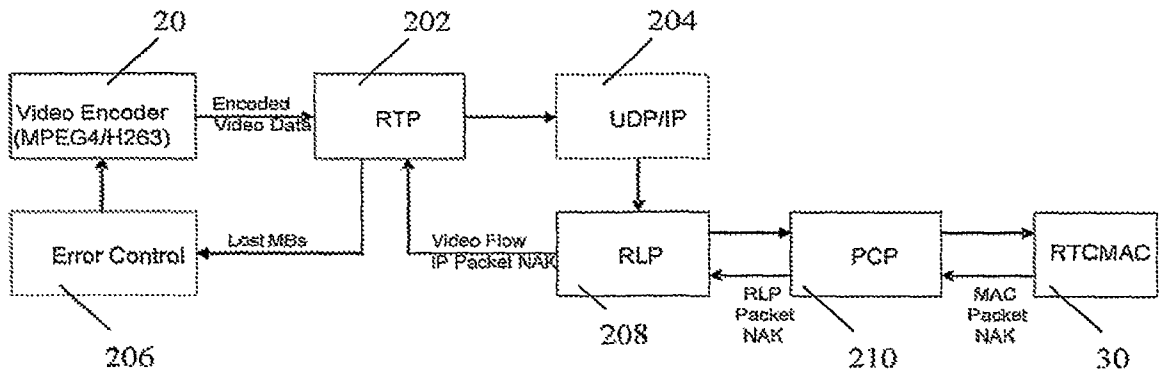 20
202
204
Video Encoder
(MPEG4/H263)
Encoded
Video Data
RTP
UDP/IP
Error Control
Lost MBs
Video Flow
IP Packet NAK
RLP
PCP
RTCMAC
RLP
Packet
NAK
MAC
Packet
NAK
206
208
210
30